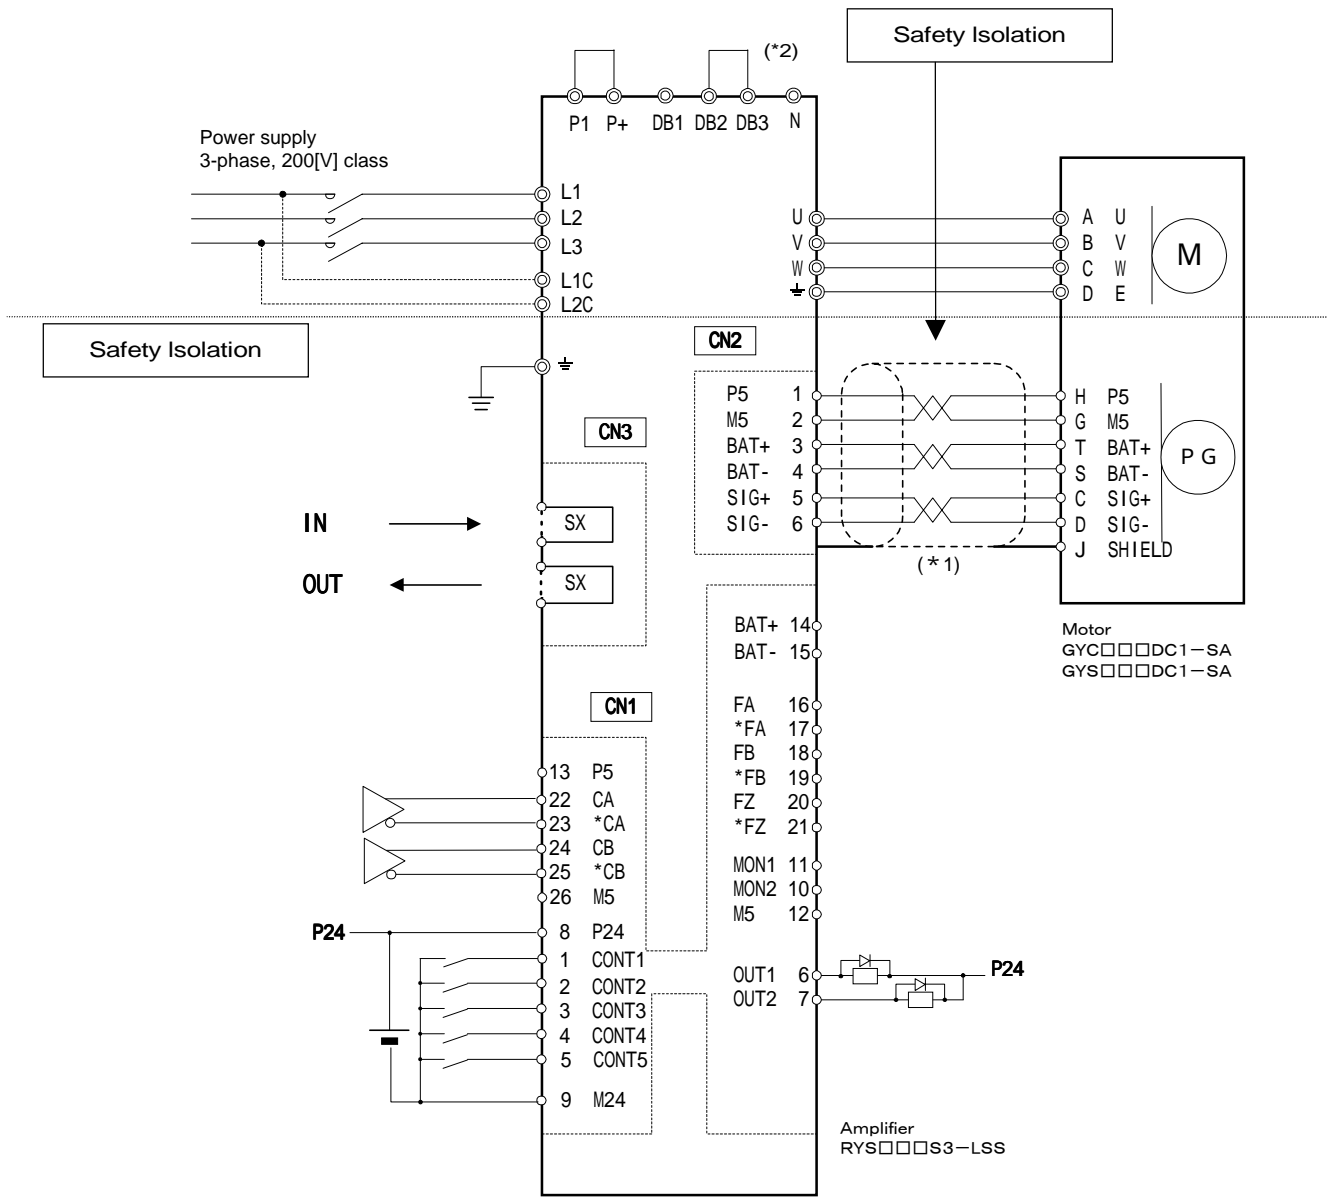 Safety Isolation
(*2)
P1 P+ DB1 DB2 DB3 N
Power supply
3-phase, 200[V] class
L1
L2
L3
L1C
L2C
U
V
W
A U
B V
C W
D E
M
Safety Isolation
CN2
P5 1
M5 2
BAT+ 3
BAT- 4
SIG+ 5
SIG- 6
H P5
G M5
T BAT+
S BAT-
C SIG+
D SIG-
J SHIELD
PG
(*1)
CN3
IN
SX
OUT
SX
Motor
GYC□□□DC1-SA
GYS□□□DC1-SA
BAT+ 14
BAT- 15
FA 16
*FA 17
FB 18
*FB 19
FZ 20
*FZ 21
MON1 11
MON2 10
M5 12
OUT1 6
OUT2 7
P24
CN1
13 P5
22 CA
23 *CA
24 CB
25 *CB
26 M5
P24
8 P24
1 CONT1
2 CONT2
3 CONT3
4 CONT4
5 CONT5
9 M24
Amplifier
RYS□□□S3-LSS